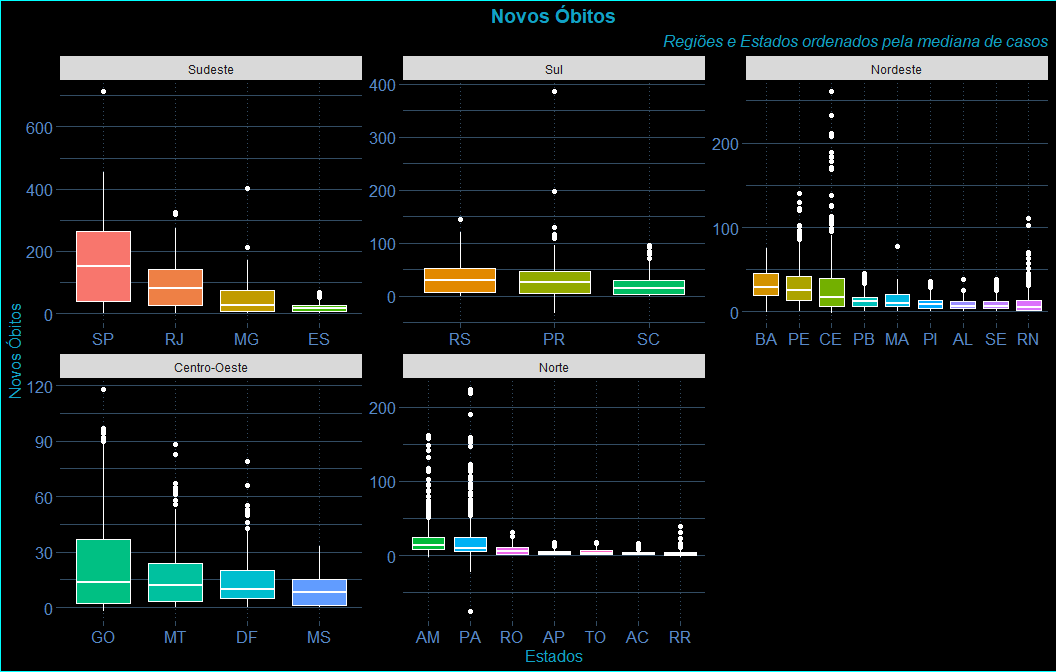 Novos Óbitos
Regiões e Estados ordenados pela mediana de casos
Sudeste
600
400
200
0
SP RJ MG ES
Sul
400
300
200
100
0
RS PR SC
Nordeste
200
100
0
BA PE CE PB MA PI AL SE RN
Novos Óbitos
Centro-Oeste
120
90
60
30
0
GO MT DF MS
Norte
200
100
0
AM PA RO AP TO AC RR
Estados